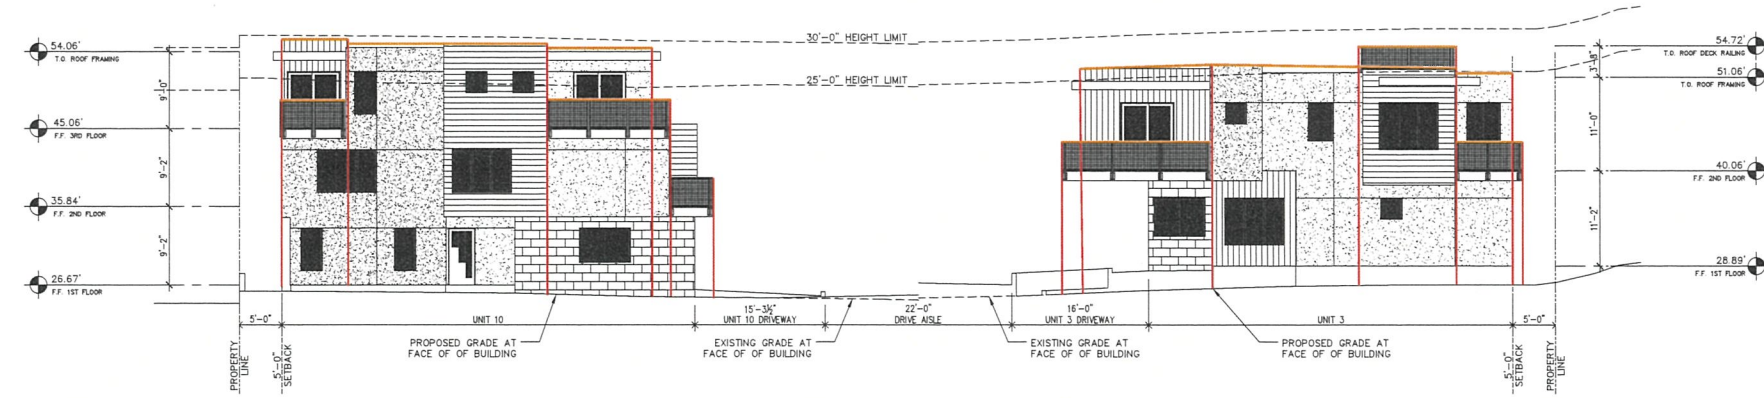 54.06'
T.O. ROOF FRAMING
9'-0"
45.06'
F.F. 3RD FLOOR
9'-2"
35.84'
F.F. 2ND FLOOR
9'-2"
26.67'
F.F. 1ST FLOOR
30'-0" HEIGHT LIMIT
25'-0" HEIGHT LIMIT
54.72'
T.O. ROOF DECK RAILING
3'-8"
51.06'
T.O. ROOF FRAMING
11'-0"
40.06'
F.F. 2ND FLOOR
11'-2"
28.89'
F.F. 1ST FLOOR
5'-0"
UNIT 10
15'-3½"
UNIT 10 DRIVEWAY
22'-0"
DRIVE AISLE
16'-0"
UNIT 3 DRIVEWAY
UNIT 3
5'-0"
PROPERTY
LINE
5'-0"
SETBACK
PROPOSED GRADE AT
FACE OF OF BUILDING
EXISTING GRADE AT
FACE OF OF BUILDING
EXISTING GRADE AT
FACE OF OF BUILDING
PROPOSED GRADE AT
FACE OF OF BUILDING
5'-0"
SETBACK
PROPERTY
LINE